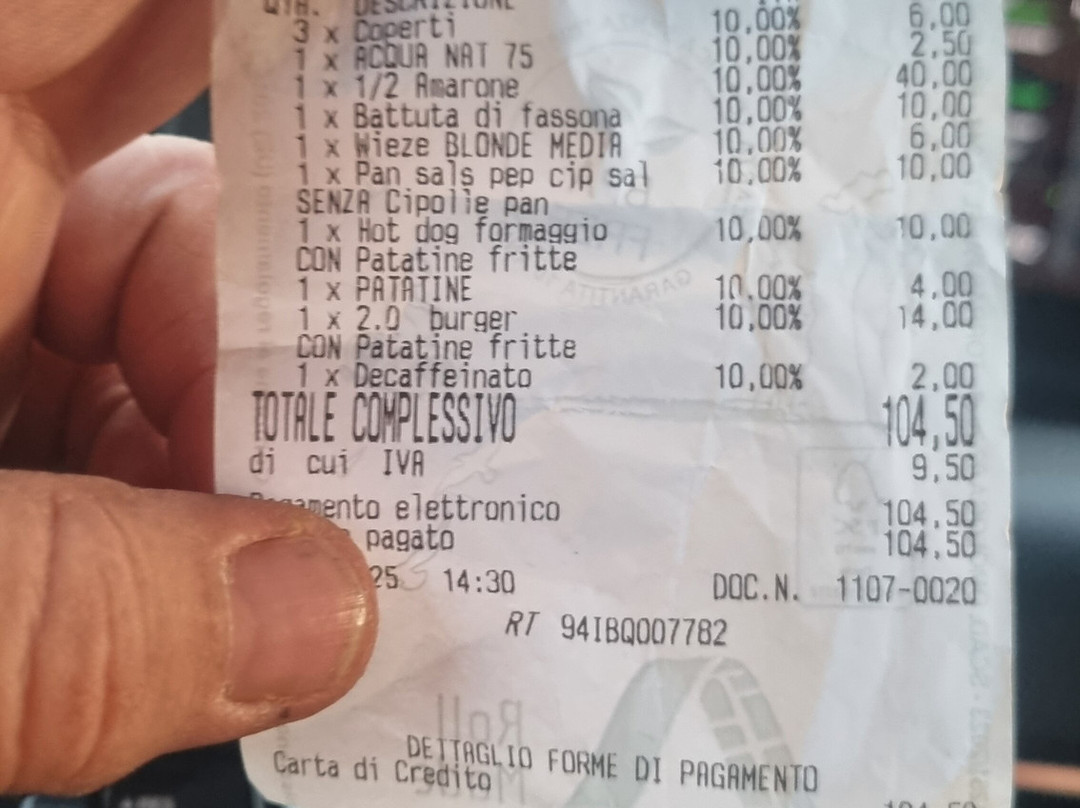 QTA. DESCRIZIONE
3 x Coperti 10,00% 6,00
1 x ACQUA NAT 75 10,00% 2,50
1 x 1/2 Amarone 10,00% 40,00
1 x Battuta di fassona 10,00% 10,00
1 x Wieze BLONDE MEDIA 10,00% 6,00
1 x Pan sals pep cip sal 10,00% 10,00
SENZA Cipolle pan
1 x Hot dog formaggio 10,00% 10,00
CON Patatine fritte
1 x PATATINE 10,00% 4,00
1 x 2.0 burger 10,00% 14,00
CON Patatine fritte
1 x Decaffeinato 10,00% 2,00
TOTALE COMPLESSIVO 104,50
di cui IVA 9,50
Pagamento elettronico 104,50
pagato 104,50
25 14:30 DOC.N. 1107-0020
RT 94IBQ007782
DETTAGLIO FORME DI PAGAMENTO
Carta di Credito